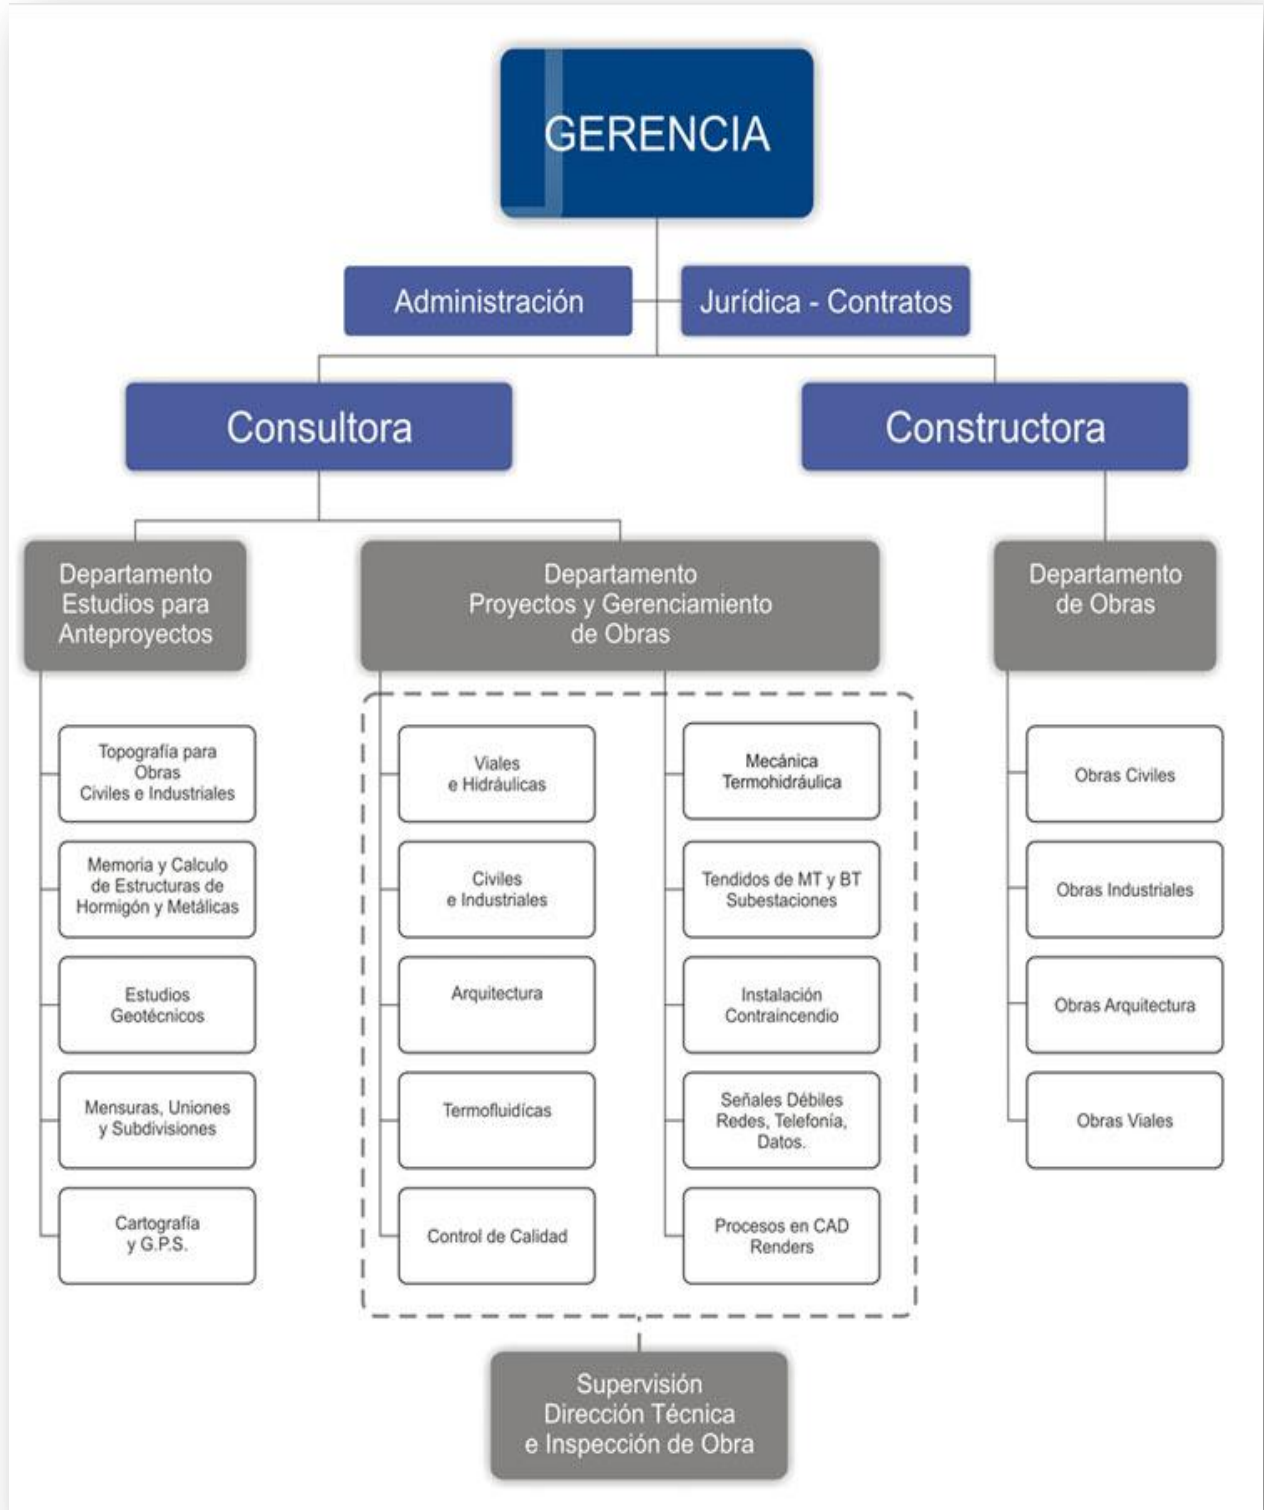 GERENCIA
Administración
Jurídica - Contratos
Consultora
Constructora
Departamento
Estudios para
Anteproyectos
Departamento
Proyectos y Gerenciamiento
de Obras
Departamento
de Obras
Topografía para
Obras
Civiles e Industriales
Memoria y Calculo
de Estructuras de
Hormigón y Metálicas
Estudios
Geotécnicos
Mensuras, Uniones
y Subdivisiones
Cartografía
y G.P.S.
Viales
e Hidráulicas
Civiles
e Industriales
Arquitectura
Termofluidícas
Control de Calidad
Mecánica
Termohidráulica
Tendidos de MT y BT
Subestaciones
Instalación
Contraincendio
Señales Débiles
Redes, Telefonía,
Datos.
Procesos en CAD
Renders
Obras Civiles
Obras Industriales
Obras Arquitectura
Obras Viales
Supervisión
Dirección Técnica
e Inspección de Obra